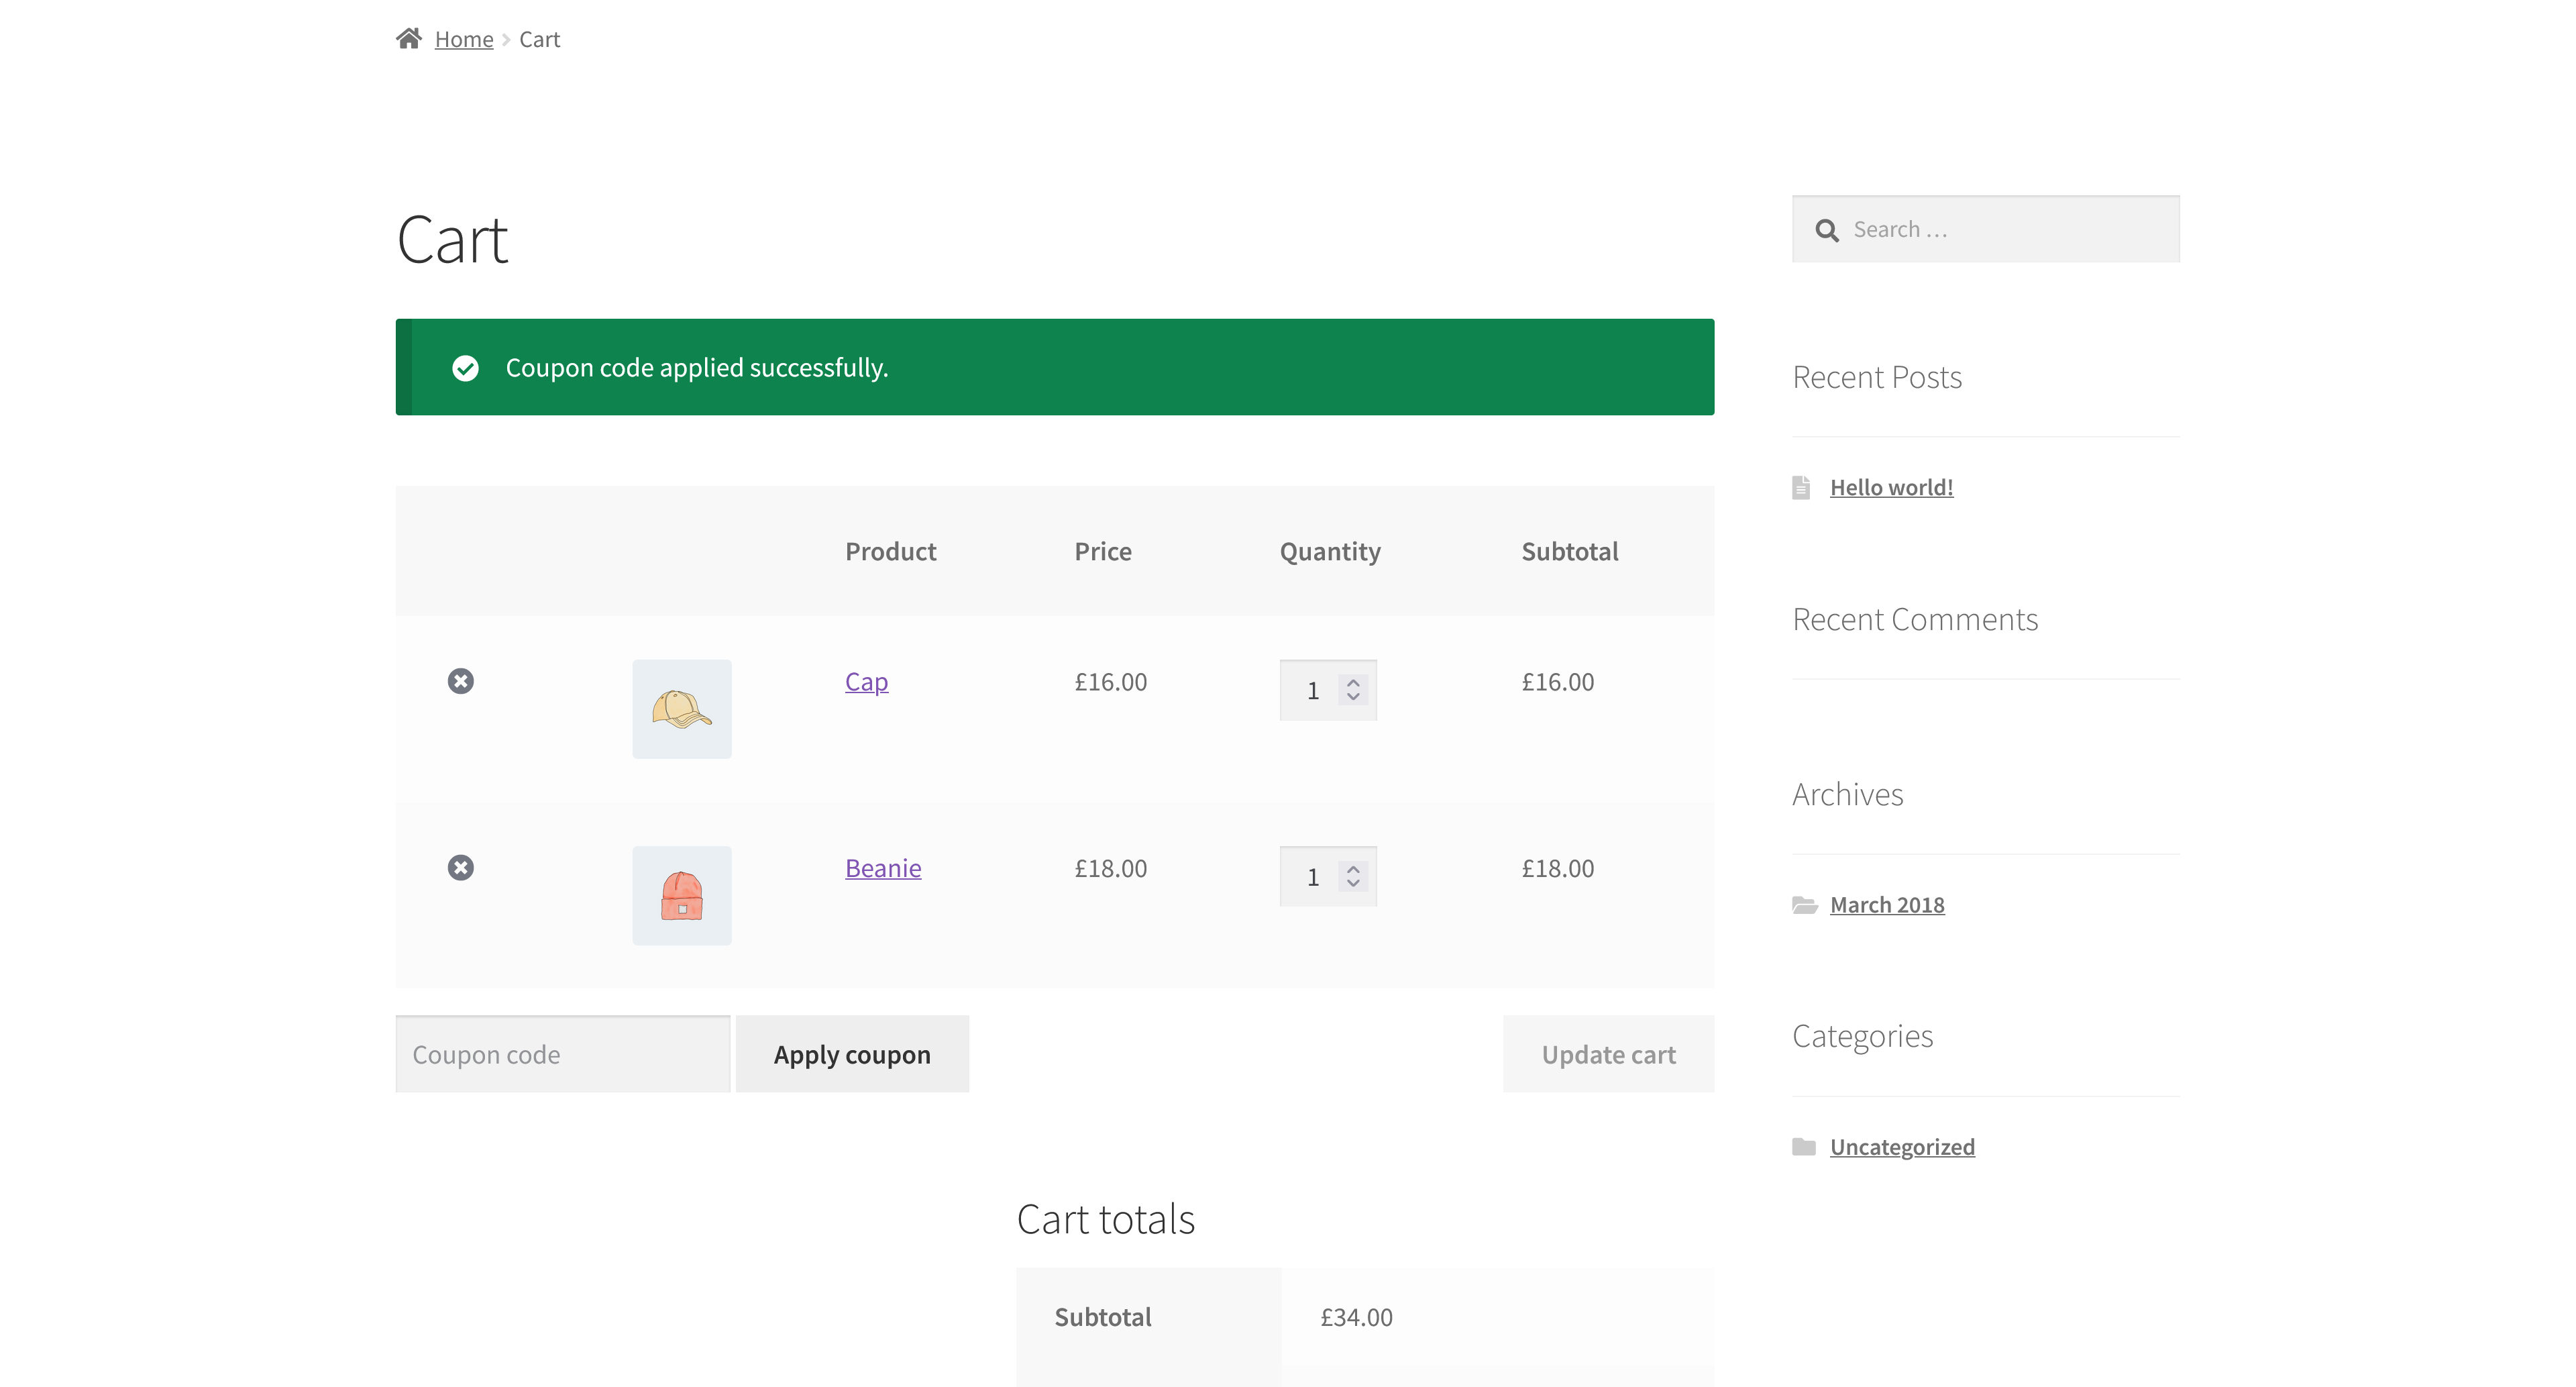 Home > Cart
Cart
Coupon code applied successfully.
Product Price Quantity Subtotal
Cap £16.00 1 £16.00
Beanie £18.00 1 £18.00
Coupon code Apply coupon Update cart
Cart totals
Subtotal £34.00
Search …
Recent Posts
Hello world!
Recent Comments
Archives
March 2018
Categories
Uncategorized